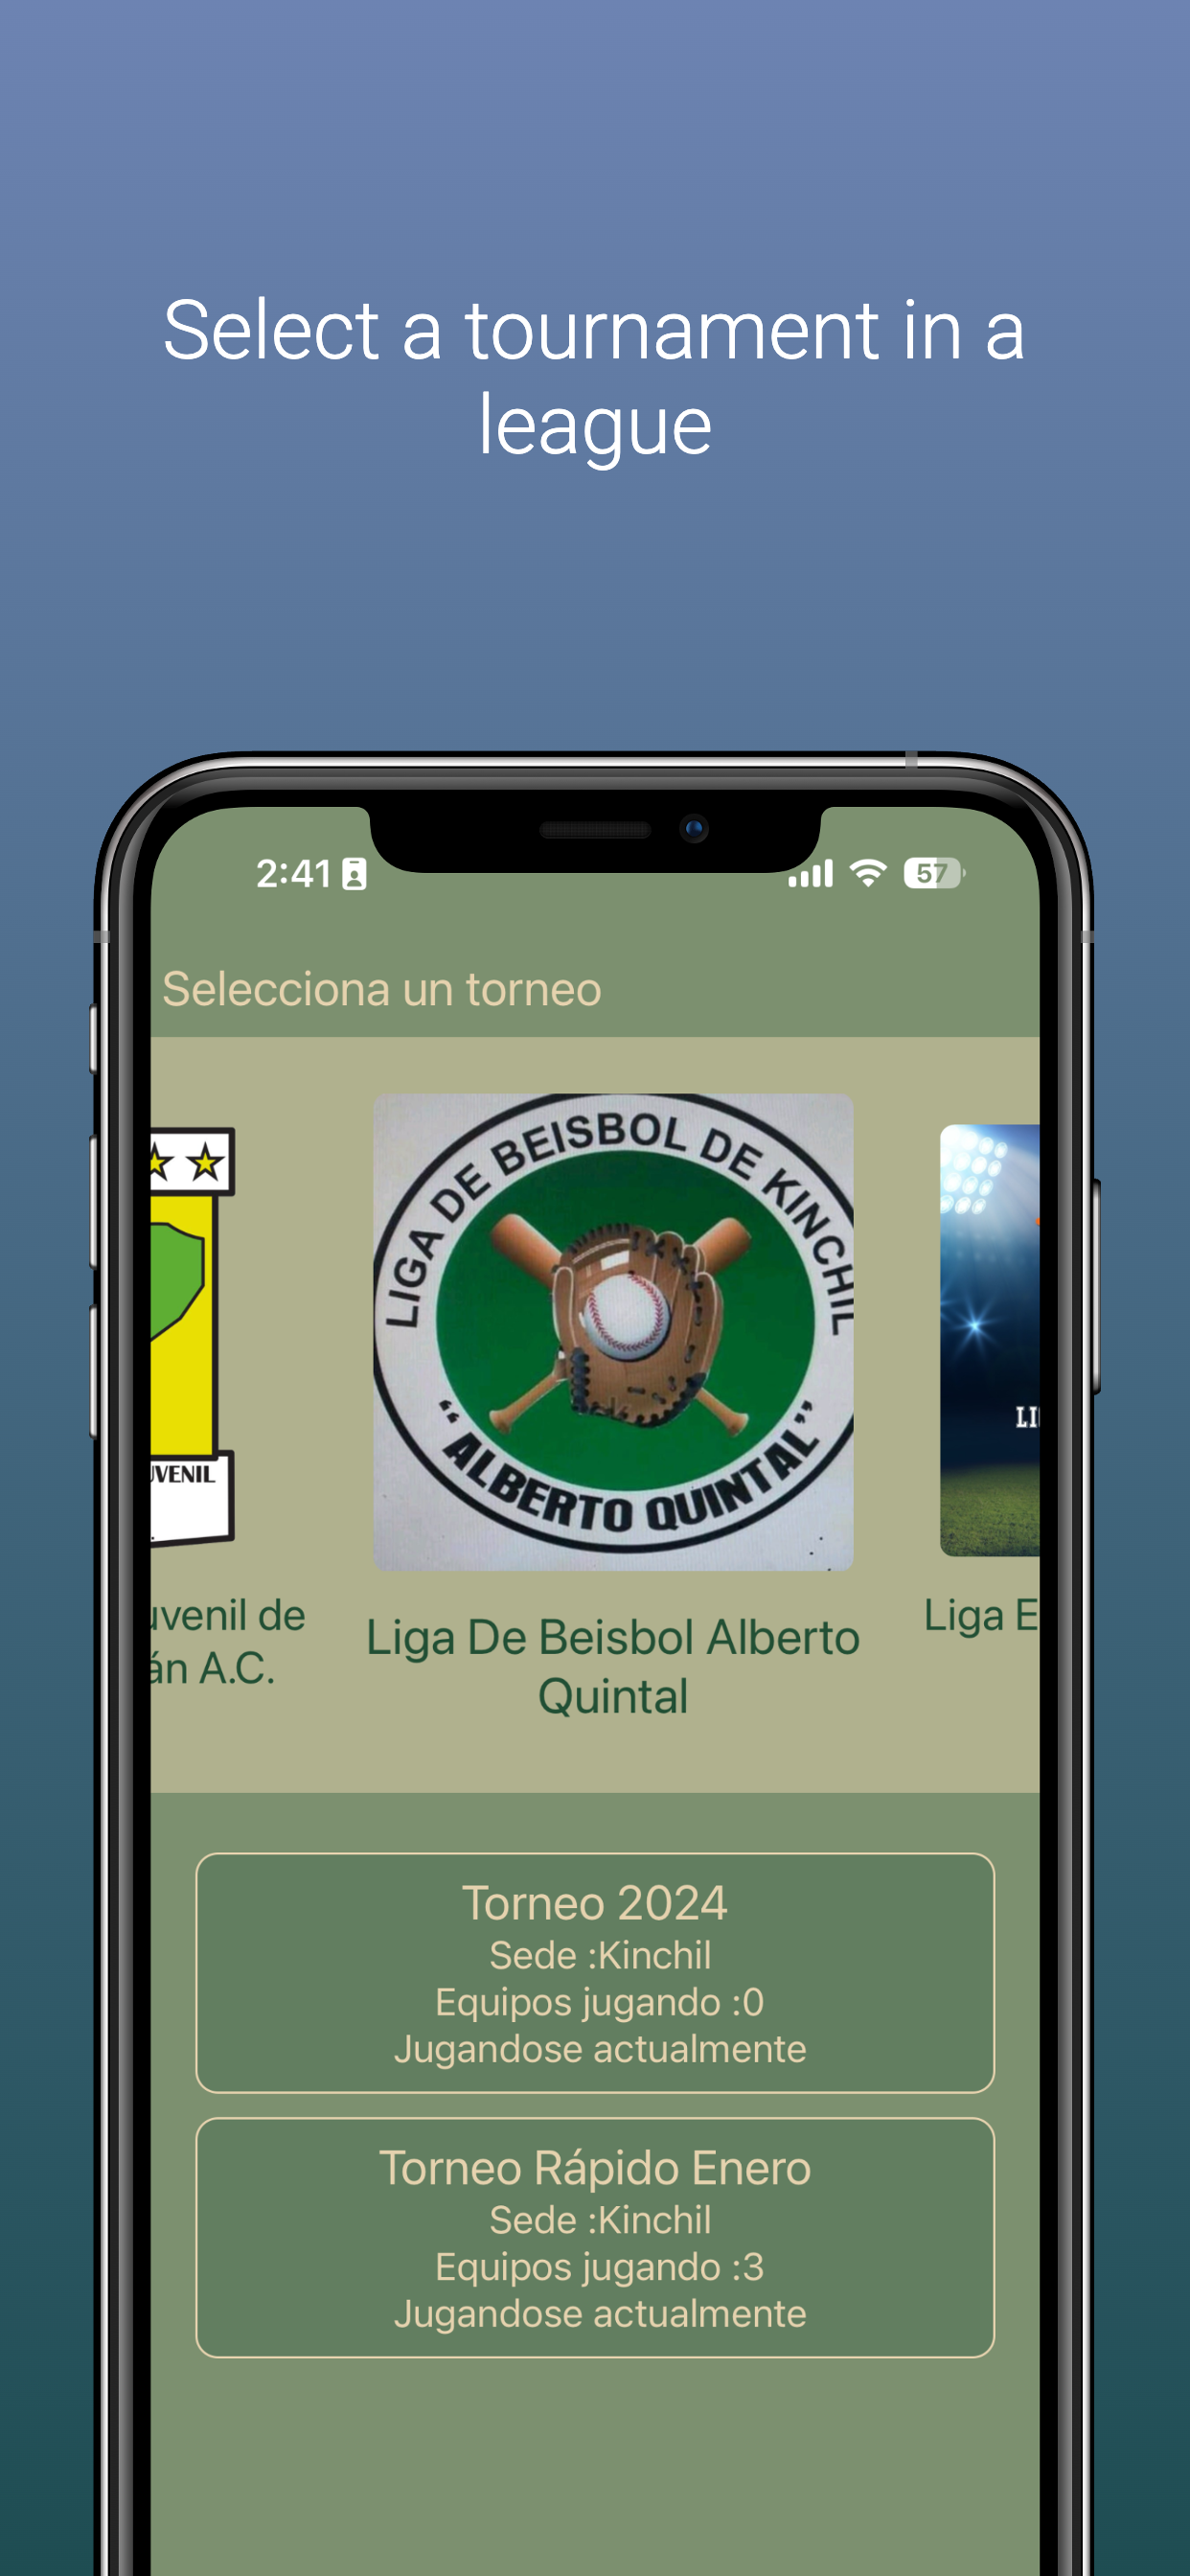 Select a tournament in a
league
2:41
57
Selecciona un torneo
LIGA DE BEISBOL DE KINCHIL
"ALBERTO QUINTAL"
UVENIL
LI
uvenil de
án A.C.
Liga De Beisbol Alberto
Quintal
Liga E
Torneo 2024
Sede :Kinchil
Equipos jugando :0
Jugandose actualmente
Torneo Rápido Enero
Sede :Kinchil
Equipos jugando :3
Jugandose actualmente